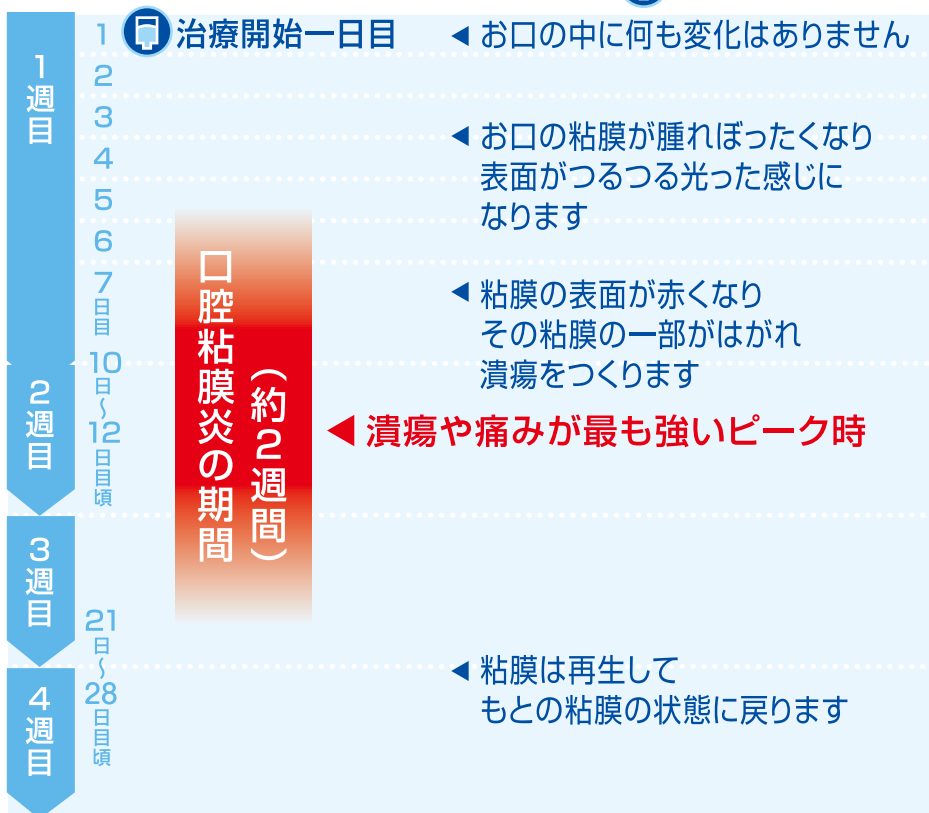 1週目
1
治療開始一日目
◀ お口の中に何も変化はありません
2
3
◀ お口の粘膜が腫れぼったくなり
表面がつるつる光った感じに
なります
4
5
6
7日目
◀ 粘膜の表面が赤くなり
その粘膜の一部がはがれ
潰瘍をつくります
口腔粘膜炎の期間
（約2週間）
2週目
10日〜12日目頃
◀ 潰瘍や痛みが最も強いピーク時
3週目
21日〜28日目頃
4週目
◀ 粘膜は再生して
もとの粘膜の状態に戻ります